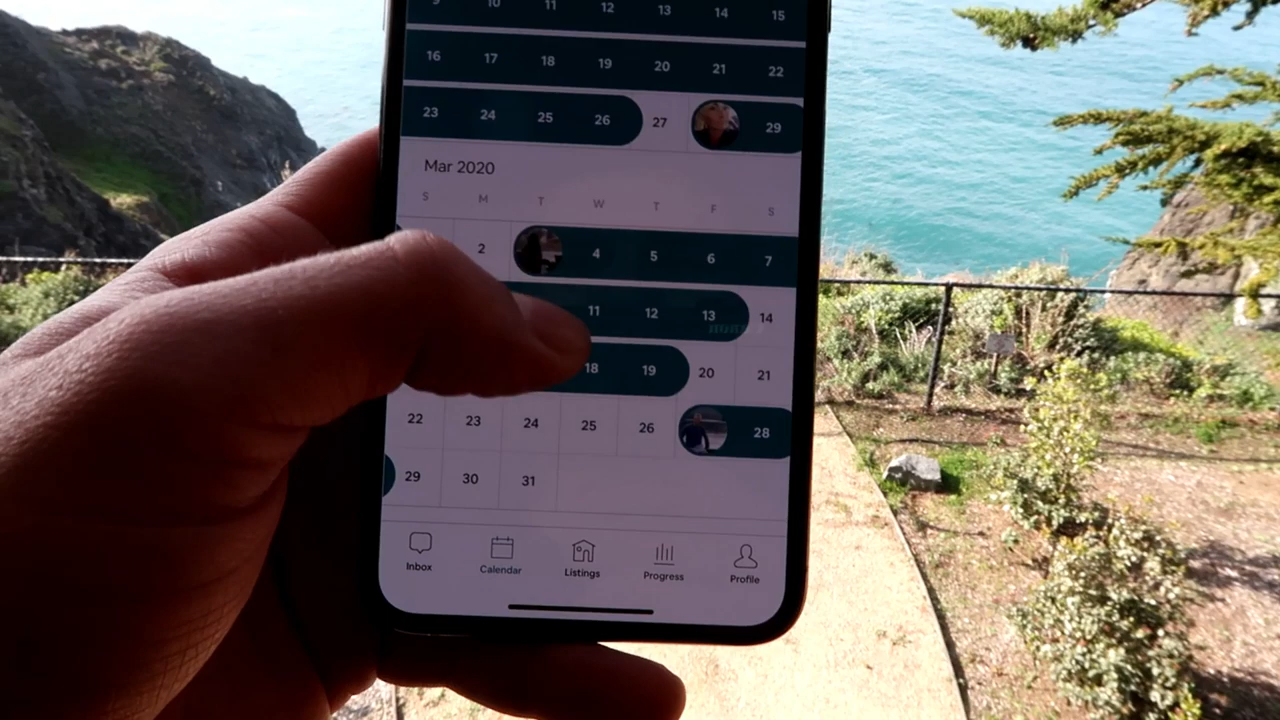 9 10 11 12 13 14 15
16 17 18 19 20 21 22
23 24 25 26 27 29
Mar 2020
S M T W T F S
2 4 5 6 7
11 12 13 14
18 19 20 21
22 23 24 25 26 28
29 30 31
Inbox Calendar Listings Progress Profile